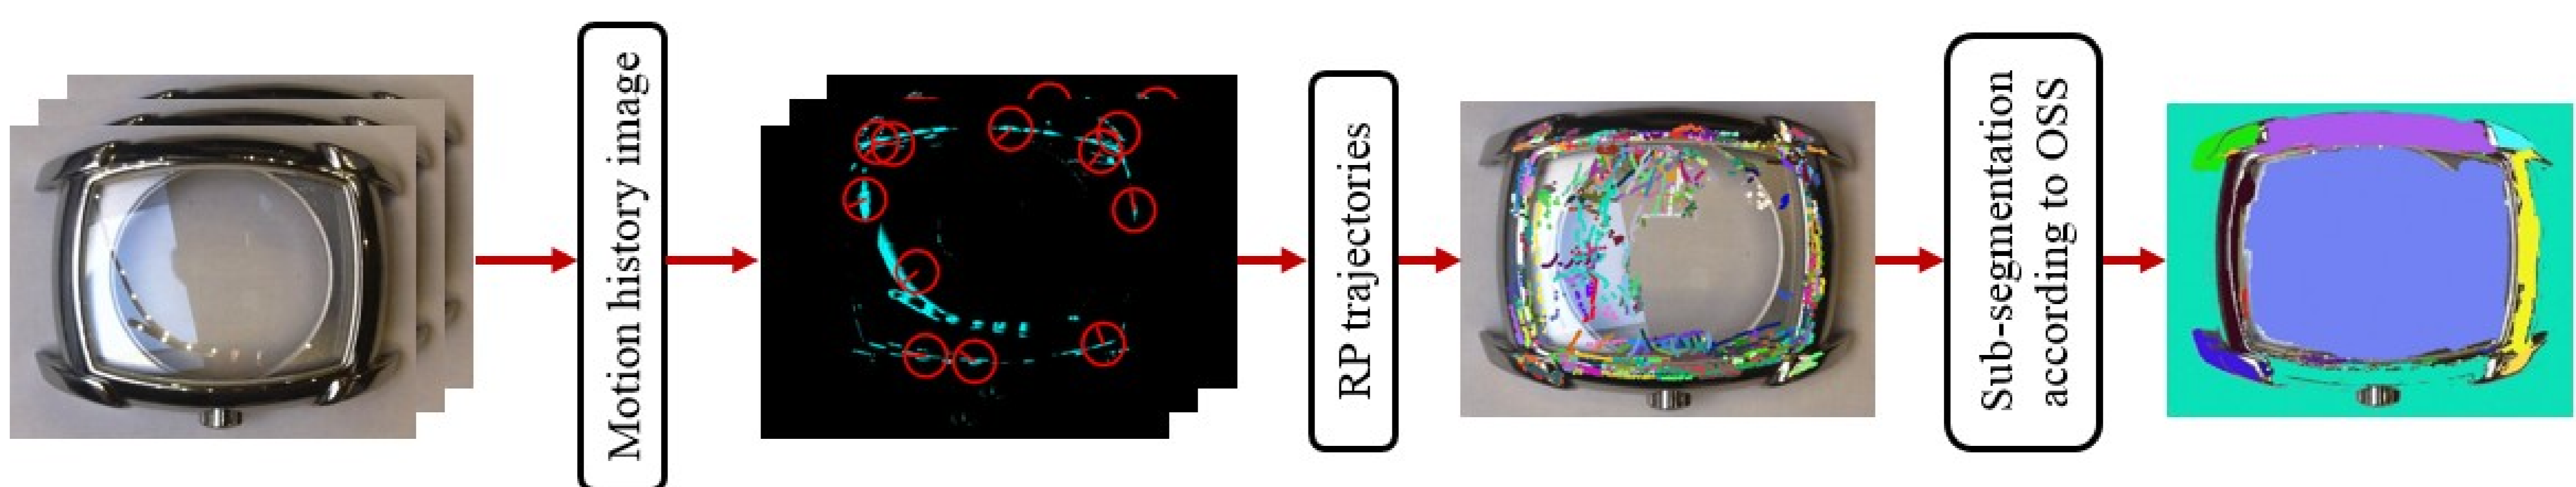 Motion history image
RP trajectories
Sub-segmentation
according to OSS